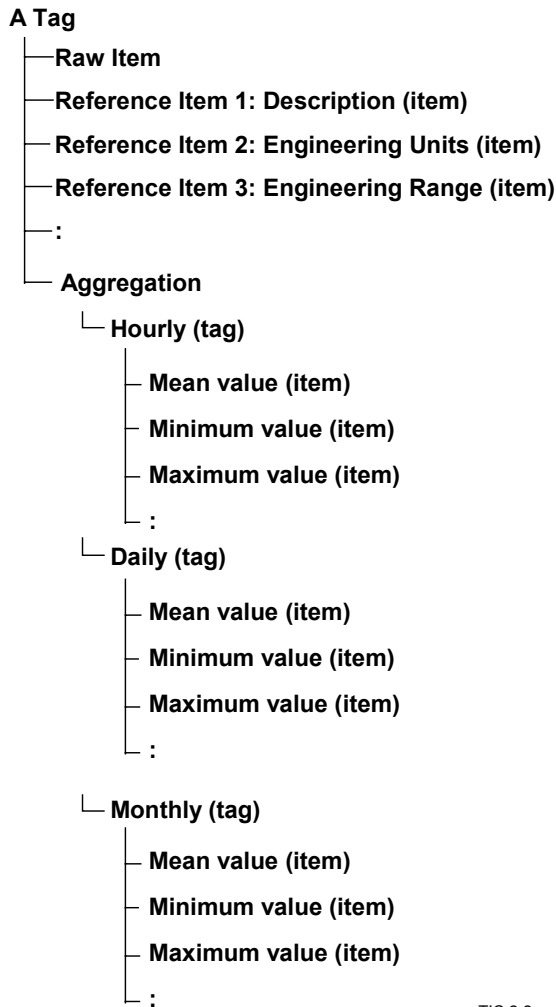 A Tag
Raw Item
Reference Item 1: Description (item)
Reference Item 2: Engineering Units (item)
Reference Item 3: Engineering Range (item)
:
Aggregation
Hourly (tag)
Mean value (item)
Minimum value (item)
Maximum value (item)
:
Daily (tag)
Mean value (item)
Minimum value (item)
Maximum value (item)
:
Monthly (tag)
Mean value (item)
Minimum value (item)
Maximum value (item)
: